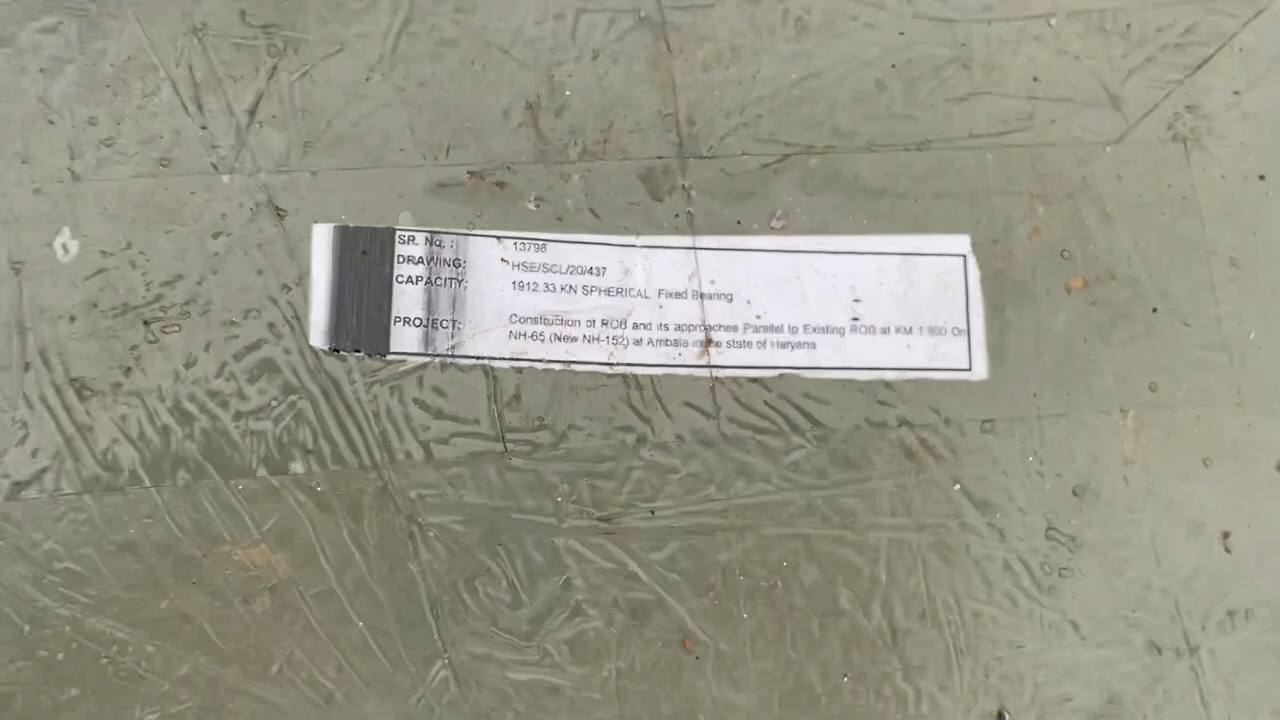 SR. No. : 13798
DRAWING: HSE/SCL/20/437
CAPACITY: 1912.33 KN SPHERICAL Fixed Bearing
PROJECT: Construction of ROB and its approaches Parallel to Existing ROB at KM 1.800 On
NH-65 (New NH-152) at Ambala in the state of Haryana